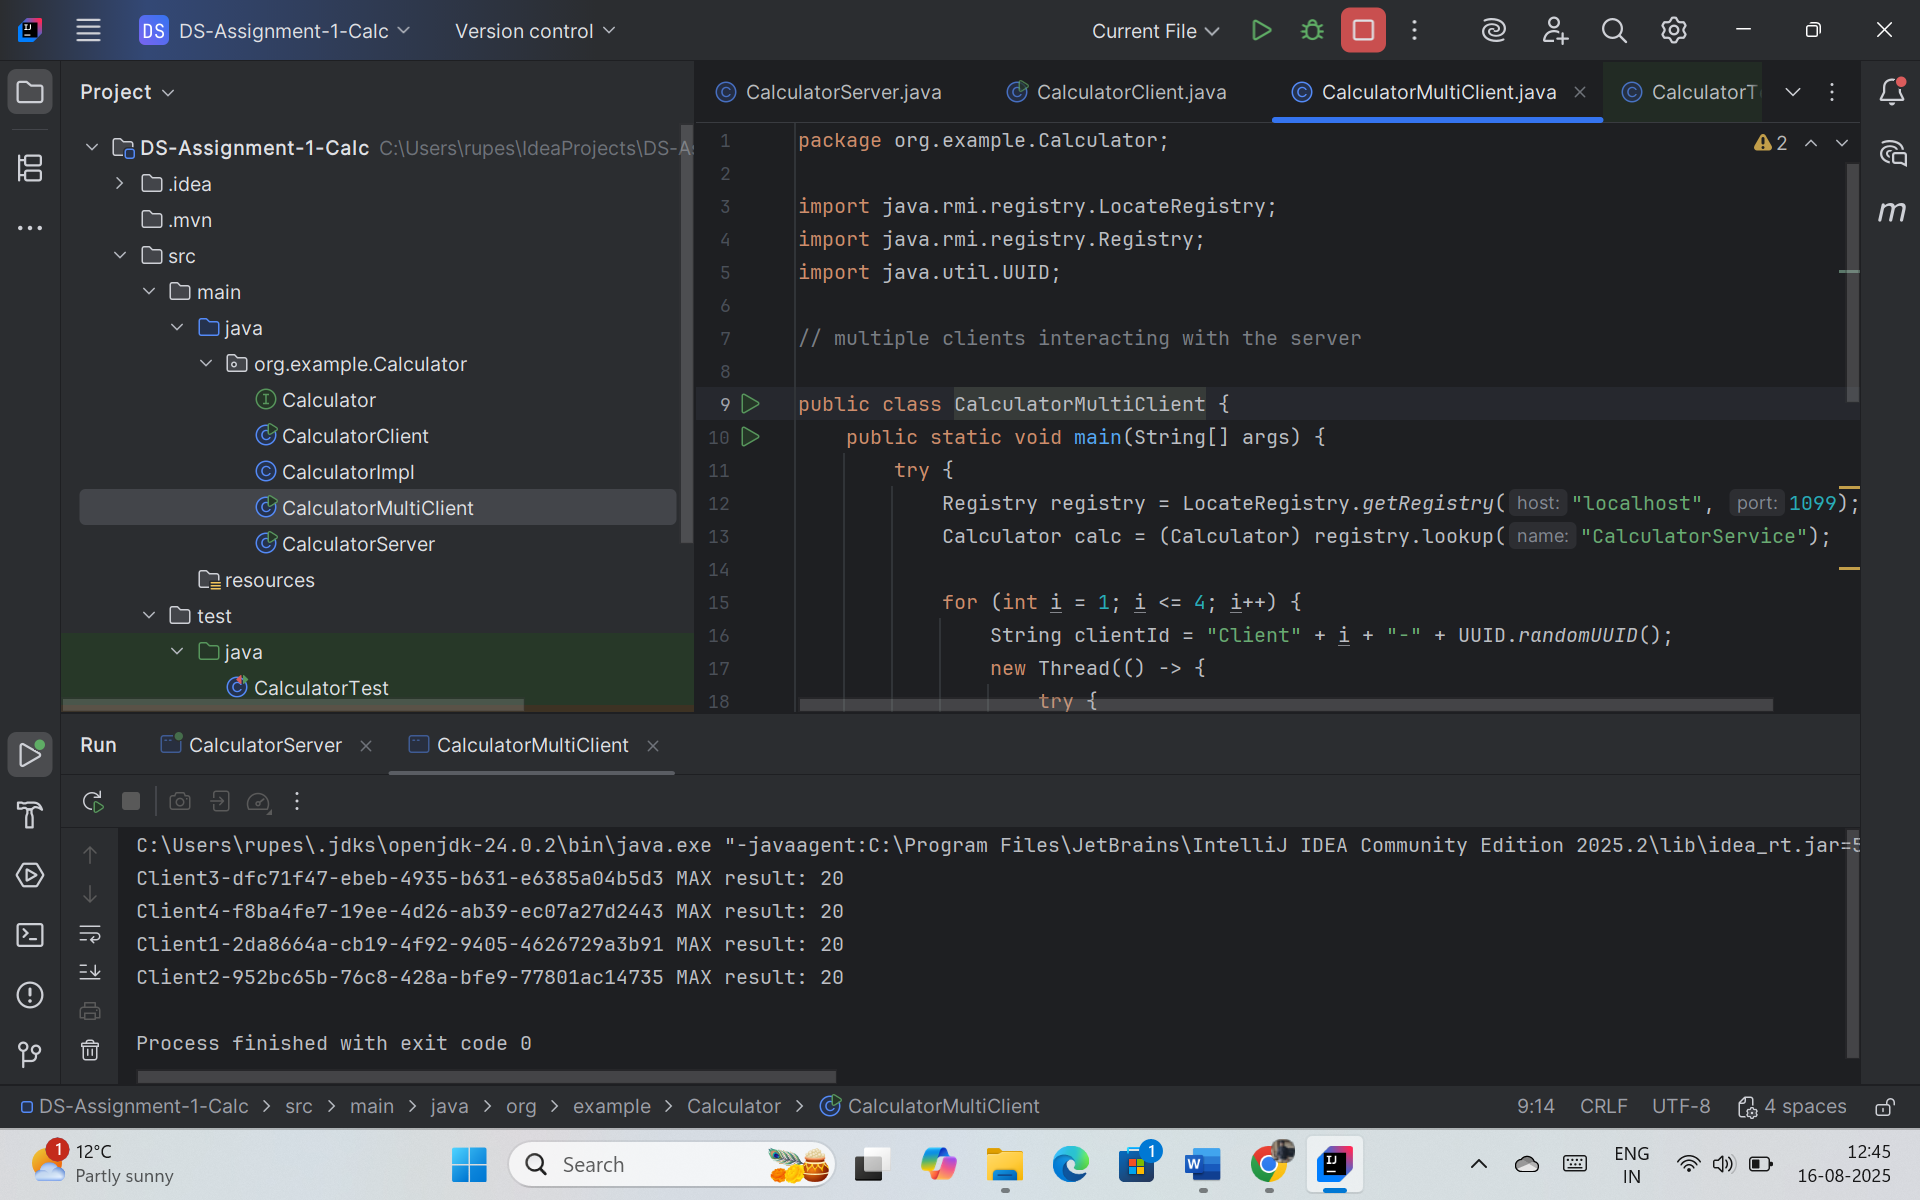 DS DS-Assignment-1-Calc Version control Current File
Project
DS-Assignment-1-Calc C:\Users\rupes\IdeaProjects\DS-As
.idea
.mvn
src
main
java
org.example.Calculator
Calculator
CalculatorClient
CalculatorImpl
CalculatorMultiClient
CalculatorServer
resources
test
java
CalculatorTest
CalculatorServer.java CalculatorClient.java CalculatorMultiClient.java CalculatorT
2
1 package org.example.Calculator;
2
3 import java.rmi.registry.LocateRegistry;
4 import java.rmi.registry.Registry;
5 import java.util.UUID;
6
7 // multiple clients interacting with the server
8
9 public class CalculatorMultiClient {
10 public static void main(String[] args) {
11 try {
12 Registry registry = LocateRegistry.getRegistry( host: "localhost", port: 1099);
13 Calculator calc = (Calculator) registry.lookup( name: "CalculatorService");
14
15 for (int i = 1; i <= 4; i++) {
16 String clientId = "Client" + i + "-" + UUID.randomUUID();
17 new Thread(() -> {
18 try {
Run CalculatorServer CalculatorMultiClient
C:\Users\rupes\.jdks\openjdk-24.0.2\bin\java.exe "-javaagent:C:\Program Files\JetBrains\IntelliJ IDEA Community Edition 2025.2\lib\idea_rt.jar=5
Client3-dfc71f47-ebeb-4935-b631-e6385a04b5d3 MAX result: 20
Client4-f8ba4fe7-19ee-4d26-ab39-ec07a27d2443 MAX result: 20
Client1-2da8664a-cb19-4f92-9405-4626729a3b91 MAX result: 20
Client2-952bc65b-76c8-428a-bfe9-77801ac14735 MAX result: 20
Process finished with exit code 0
DS-Assignment-1-Calc > src > main > java > org > example > Calculator > CalculatorMultiClient 9:14 CRLF UTF-8 4 spaces
1 12°C
Partly sunny
Search
1
ENG
IN
12:45
16-08-2025